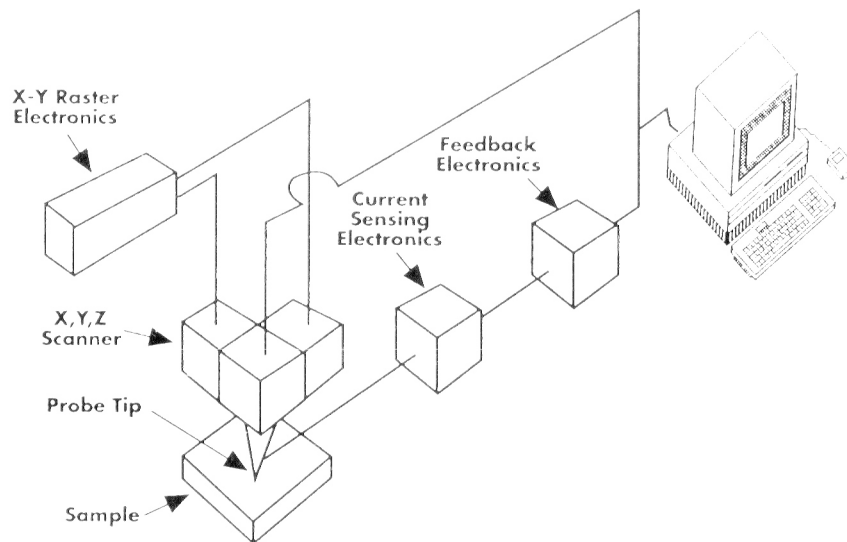 X-Y Raster
Electronics
Feedback
Electronics
Current
Sensing
Electronics
X,Y,Z
Scanner
Probe Tip
Sample